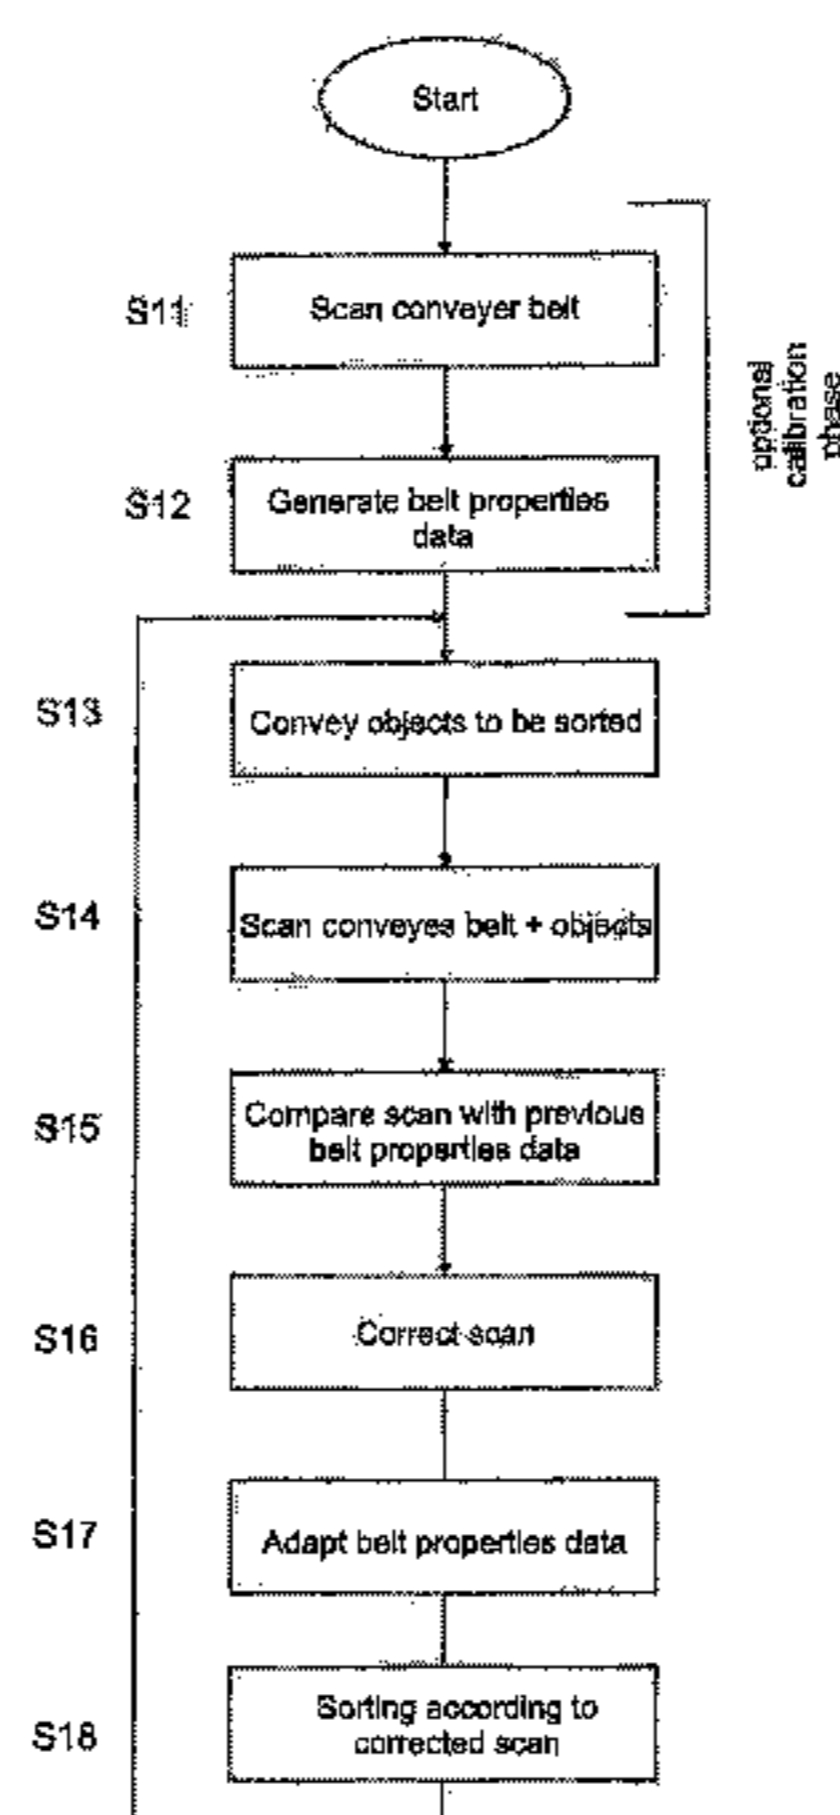 Start
S11
Scan conveyer belt
S12
Generate belt properties
data
optional
calibration
phase
S13
Convey objects to be sorted
S14
Scan conveyes belt + objects
S15
Compare scan with previous
belt properties data
S16
Correct scan
S17
Adapt belt properties data
S18
Sorting according to
corrected scan